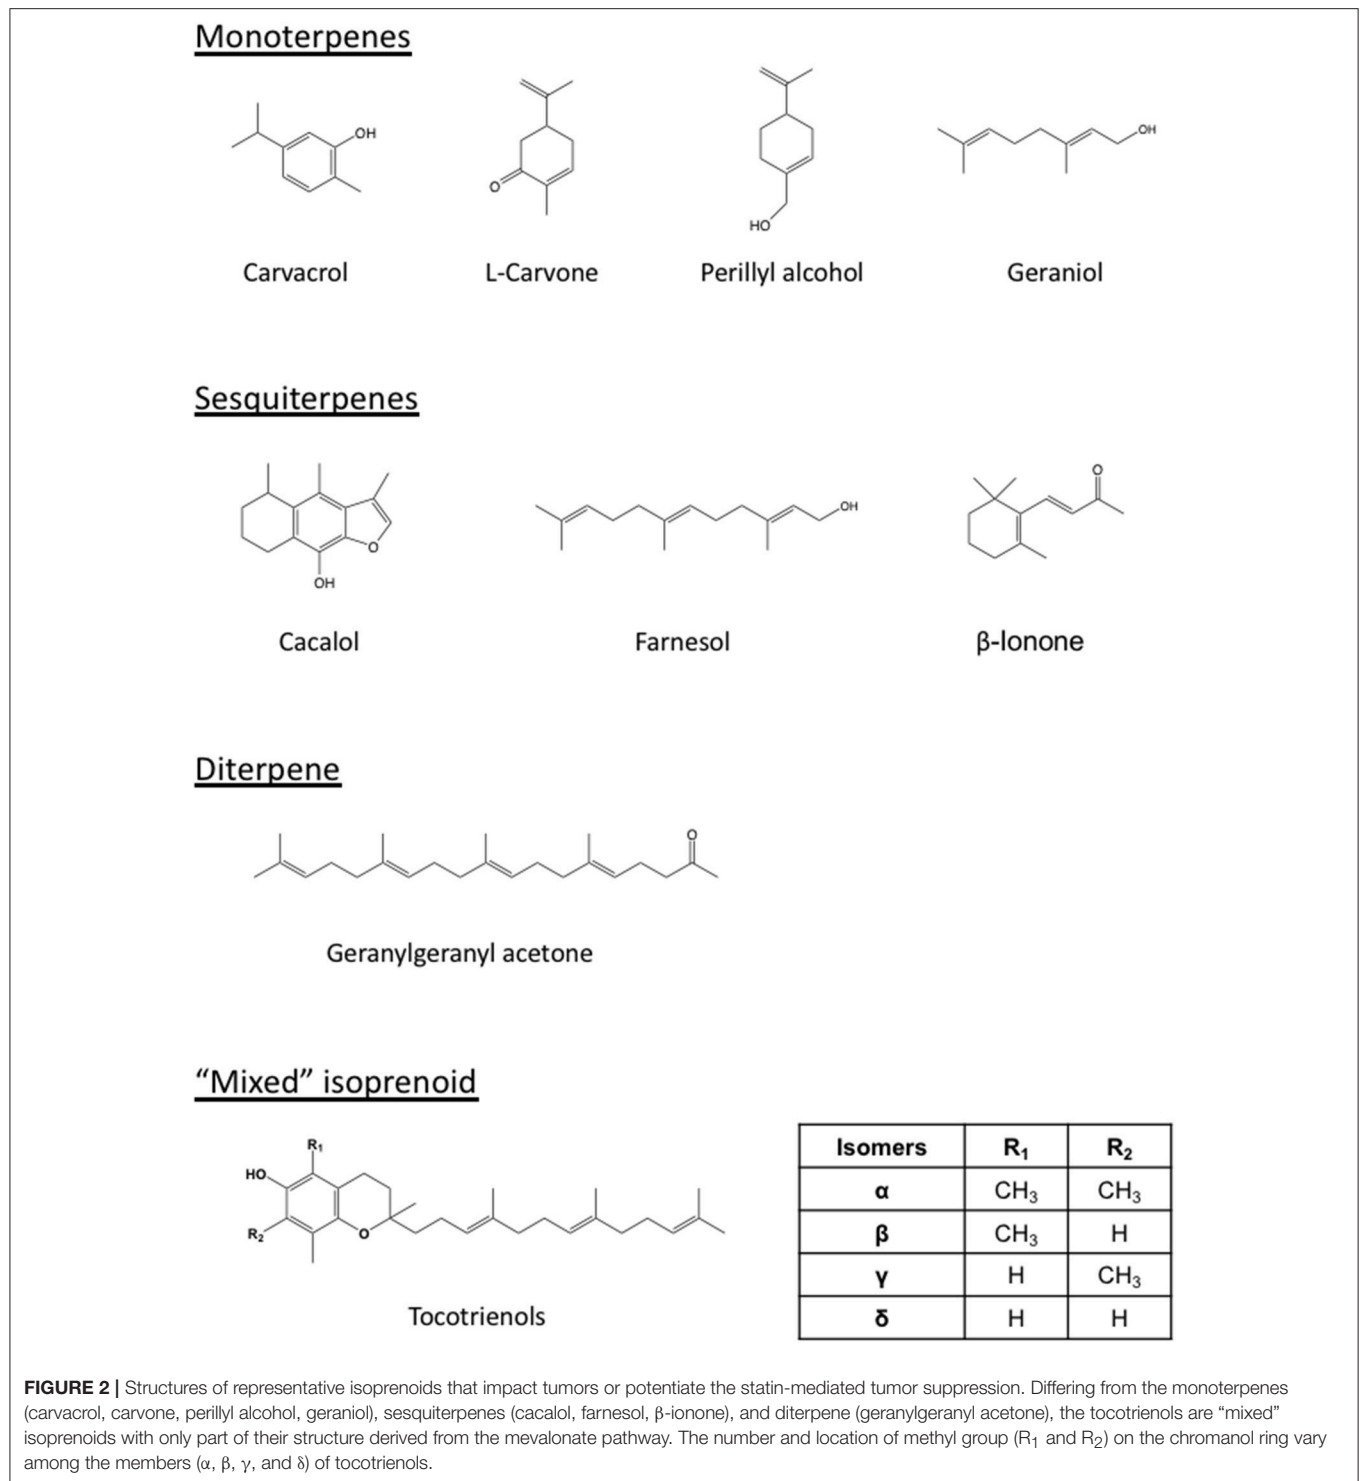 Monoterpenes
OH
O
HO
OH
Carvacrol L-Carvone Perillyl alcohol Geraniol
Sesquiterpenes
O
OH
OH
O
Cacalol Farnesol β-Ionone
Diterpene
O
Geranylgeranyl acetone
“Mixed” isoprenoid
R₁
HO
R₂
O
Tocotrienols
Isomers R₁ R₂
α CH₃ CH₃
β CH₃ H
γ H CH₃
δ H H
FIGURE 2 | Structures of representative isoprenoids that impact tumors or potentiate the statin-mediated tumor suppression. Differing from the monoterpenes
(carvacrol, carvone, perillyl alcohol, geraniol), sesquiterpenes (cacalol, farnesol, β-ionone), and diterpene (geranylgeranyl acetone), the tocotrienols are “mixed”
isoprenoids with only part of their structure derived from the mevalonate pathway. The number and location of methyl group (R₁ and R₂) on the chromanol ring vary
among the members (α, β, γ, and δ) of tocotrienols.